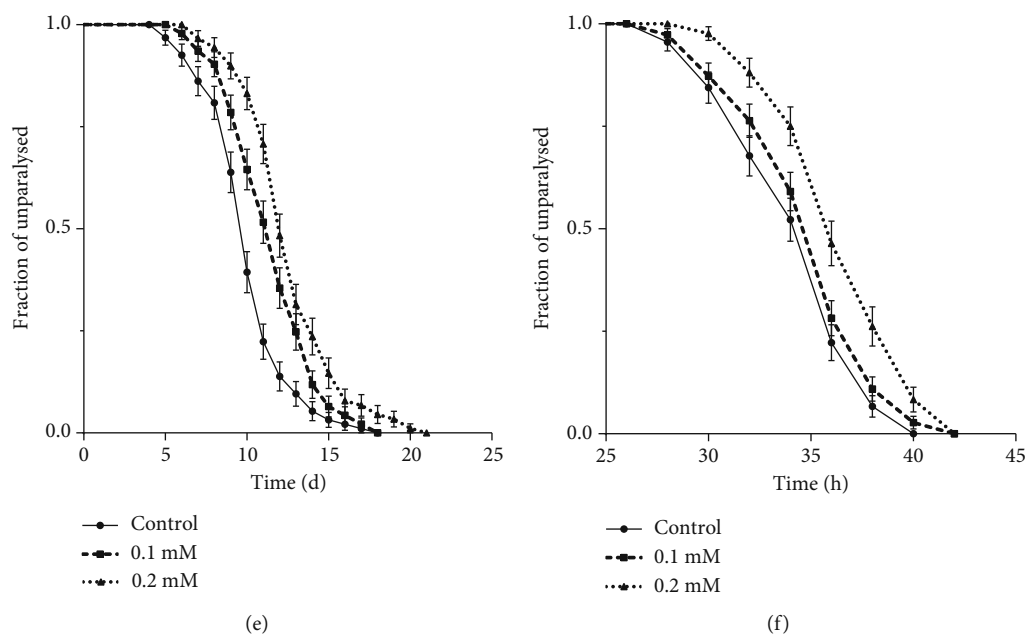 1.0
0.5
0.0
Fraction of unparalysed
0 5 10 15 20 25
Time (d)
Control
0.1 mM
0.2 mM
(e)
1.0
0.5
0.0
Fraction of unparalysed
25 30 35 40 45
Time (h)
Control
0.1 mM
0.2 mM
(f)